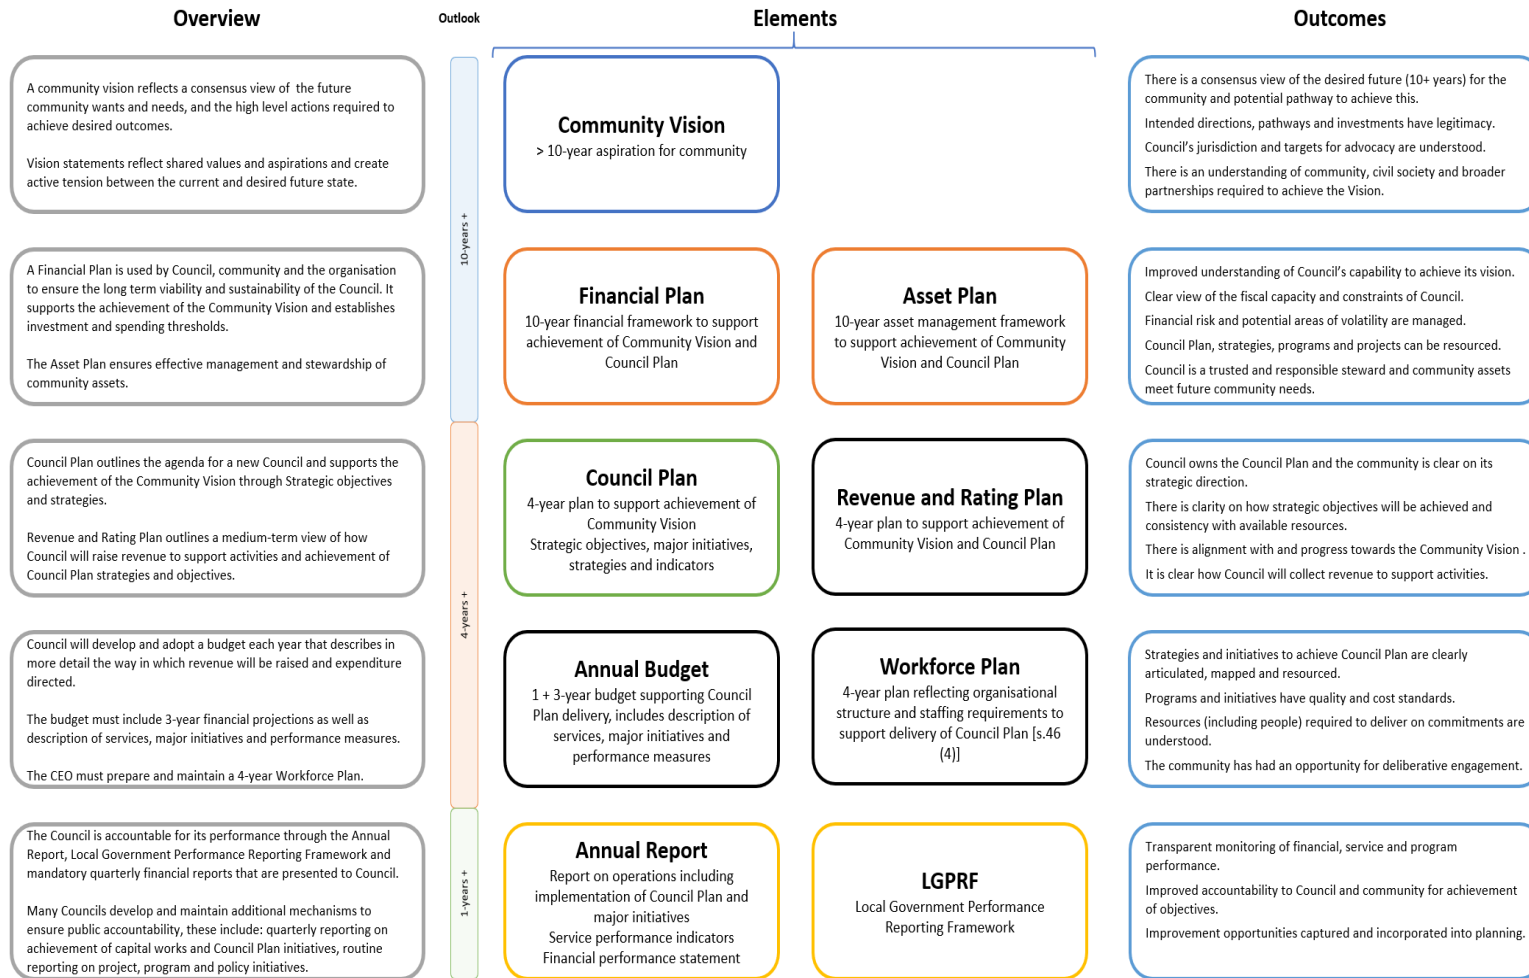 Overview
Outlook
Elements
Outcomes
A community vision reflects a consensus view of  the future
community wants and needs, and the high level actions required to
achieve desired outcomes.
Vision statements reflect shared values and aspirations and create
active tension between the current and desired future state.
10-years +
Community Vision
> 10-year aspiration for community
There is a consensus view of the desired future (10+ years) for the
community and potential pathway to achieve this.
Intended directions, pathways and investments have legitimacy.
Council's jurisdiction and targets for advocacy are understood.
There is an understanding of community, civil society and broader
partnerships required to achieve the Vision.
A Financial Plan is used by Council, community and the organisation
to ensure the long term viability and sustainability of the Council. It
supports the achievement of the Community Vision and establishes
investment and spending thresholds.
The Asset Plan ensures effective management and stewardship of
community assets.
Financial Plan
10-year financial framework to support
achievement of Community Vision and
Council Plan
Asset Plan
10-year asset management framework
to support achievement of Community
Vision and Council Plan
Improved understanding of Council's capability to achieve its vision.
Clear view of the fiscal capacity and constraints of Council.
Financial risk and potential areas of volatility are managed.
Council Plan, strategies, programs and projects can be resourced.
Council is a trusted and responsible steward and community assets
meet future community needs.
Council Plan outlines the agenda for a new Council and supports the
achievement of the Community Vision through Strategic objectives
and strategies.
Revenue and Rating Plan outlines a medium-term view of how
Council will raise revenue to support activities and achievement of
Council Plan strategies and objectives.
4-years +
Council Plan
4-year plan to support achievement of
Community Vision
Strategic objectives, major initiatives,
strategies and indicators
Revenue and Rating Plan
4-year plan to support achievement of
Community Vision and Council Plan
Council owns the Council Plan and the community is clear on its
strategic direction.
There is clarity on how strategic objectives will be achieved and
consistency with available resources.
There is alignment with and progress towards the Community Vision .
It is clear how Council will collect revenue to support activities.
Council will develop and adopt a budget each year that describes in
more detail the way in which revenue will be raised and expenditure
directed.
The budget must include 3-year financial projections as well as
description of services, major initiatives and performance measures.
The CEO must prepare and maintain a 4-year Workforce Plan.
Annual Budget
1 + 3-year budget supporting Council
Plan delivery, includes description of
services, major initiatives and
performance measures
Workforce Plan
4-year plan reflecting organisational
structure and staffing requirements to
support delivery of Council Plan [s.46
(4)]
Strategies and initiatives to achieve Council Plan are clearly
articulated, mapped and resourced.
Programs and initiatives have quality and cost standards.
Resources (including people) required to deliver on commitments are
understood.
The community has had an opportunity for deliberative engagement.
The Council is accountable for its performance through the Annual
Report, Local Government Performance Reporting Framework and
mandatory quarterly financial reports that are presented to Council.
Many Councils develop and maintain additional mechanisms to
ensure public accountability, these include: quarterly reporting on
achievement of capital works and Council Plan initiatives, routine
reporting on project, program and policy initiatives.
1-years +
Annual Report
Report on operations including
implementation of Council Plan and
major initiatives
Service performance indicators
Financial performance statement
LGPRF
Local Government Performance
Reporting Framework
Transparent monitoring of financial, service and program
performance.
Improved accountability to Council and community for achievement
of objectives.
Improvement opportunities captured and incorporated into planning.